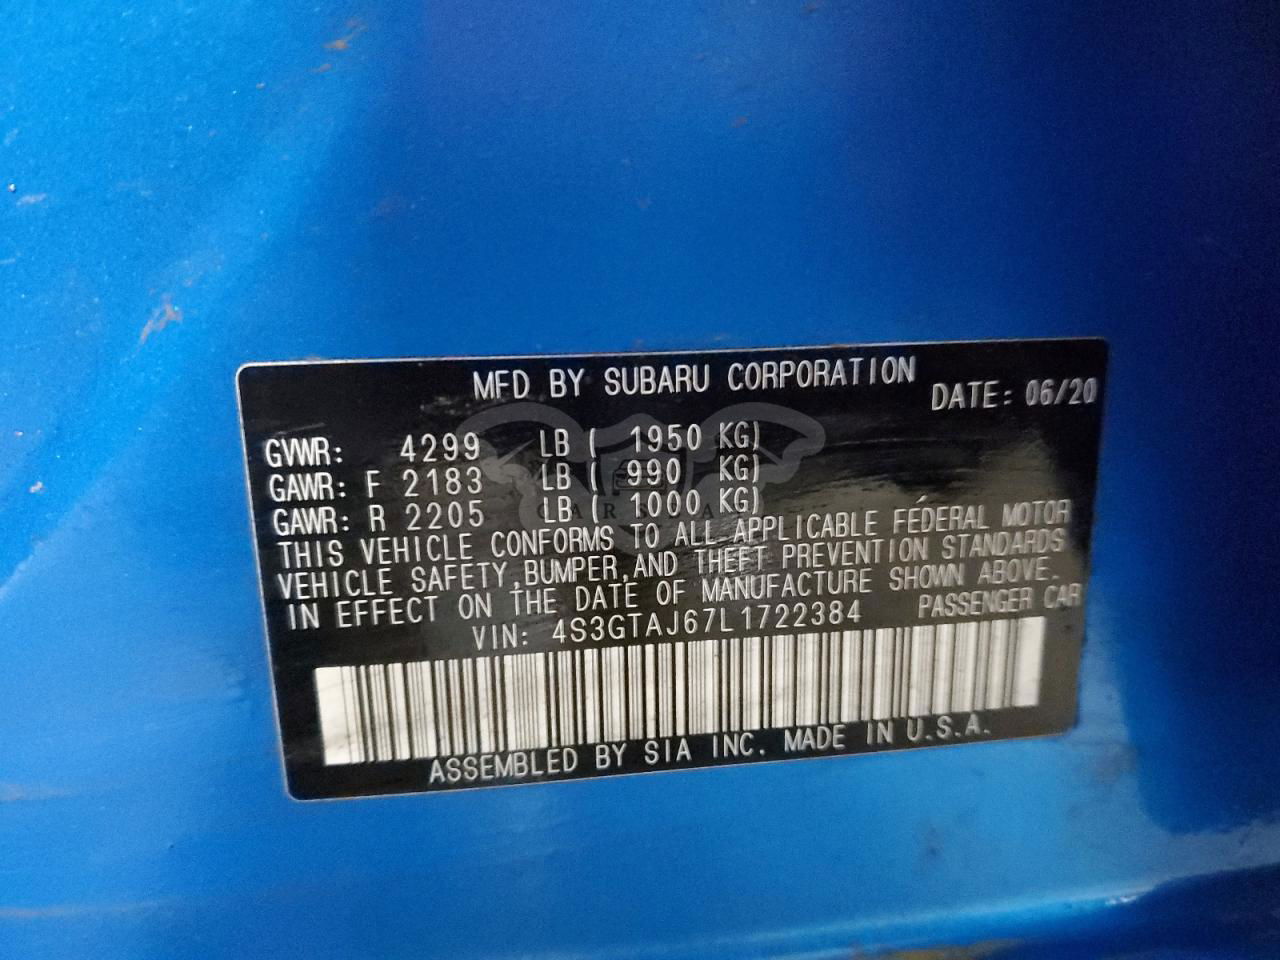 MFD BY SUBARU CORPORATION
DATE: 06/20
GVWR: 4299 LB ( 1950 KG)
GAWR: F 2183 LB ( 990 KG)
GAWR: R 2205 LB ( 1000 KG)
THIS VEHICLE CONFORMS TO ALL APPLICABLE FEDERAL MOTOR
VEHICLE SAFETY, BUMPER, AND THEFT PREVENTION STANDARDS
IN EFFECT ON THE DATE OF MANUFACTURE SHOWN ABOVE.
VIN: 4S3GTAJ67L1722384 PASSENGER CAR
ASSEMBLED BY SIA INC. MADE IN U.S.A.